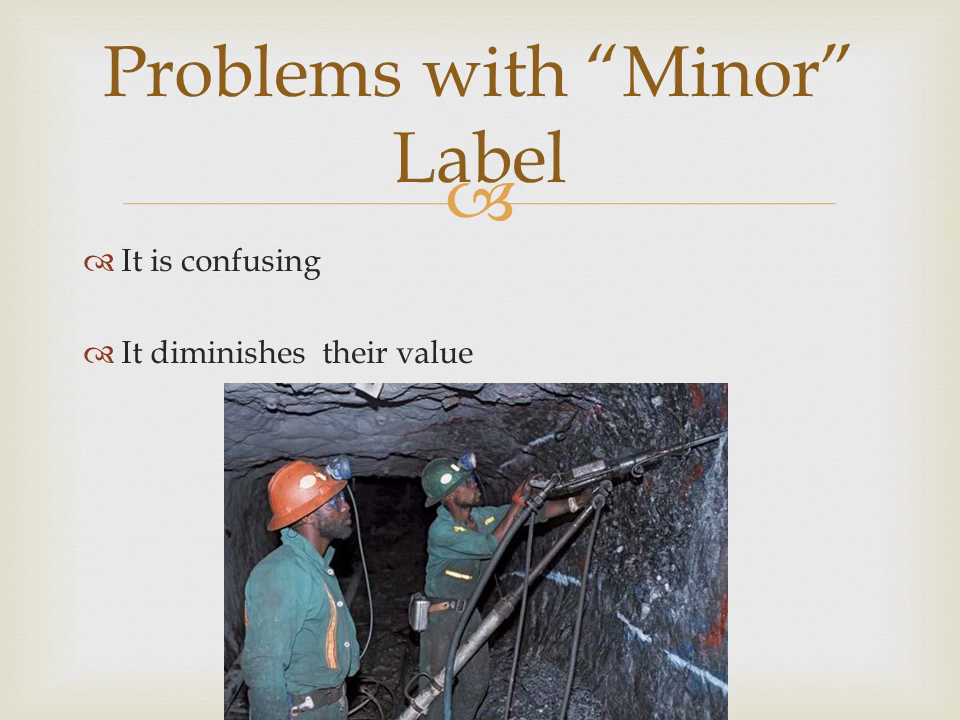 Problems with “Minor”
Label
It is confusing
It diminishes  their value